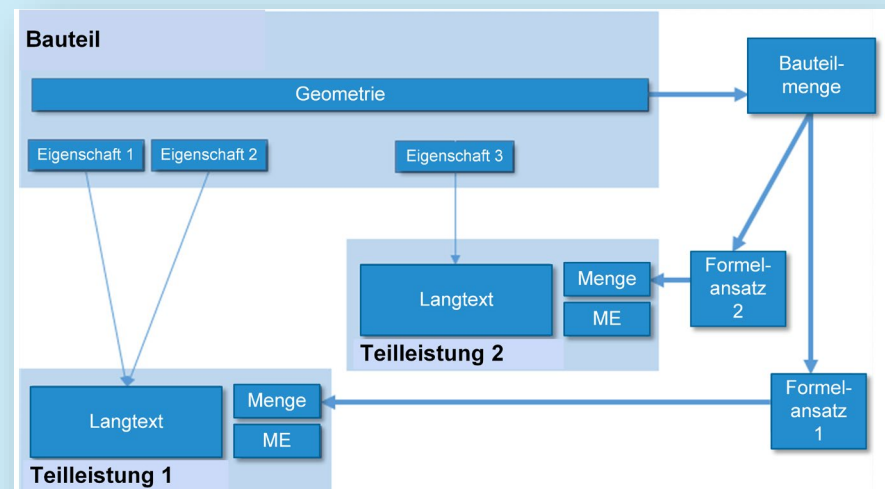 Bauteil
Geometrie
Bauteil-
menge
Eigenschaft 1
Eigenschaft 2
Eigenschaft 3
Langtext
Menge
ME
Teilleistung 2
Formel-
ansatz
2
Langtext
Menge
ME
Teilleistung 1
Formel-
ansatz
1